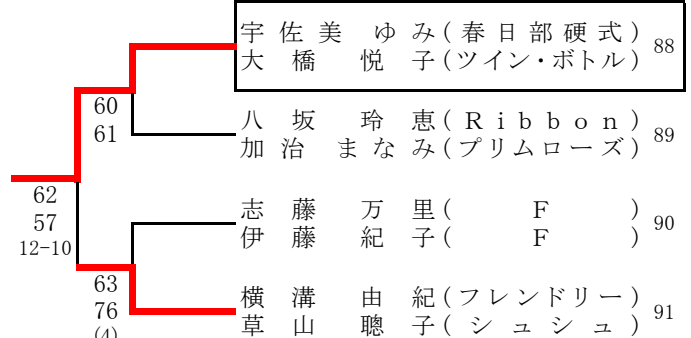 宇佐美 ゆみ(春日部硬式) 88
大橋 悦子(ツイン・ボトル)
60
61
八坂 玲恵(Ribbon) 89
加治 まなみ(プリムローズ)
62
57
12-10
志藤 万里(F) 90
伊藤 紀子(F)
63
76
(4)
横溝 由紀(フレンドリー) 91
草山 聰子(シュシュ)